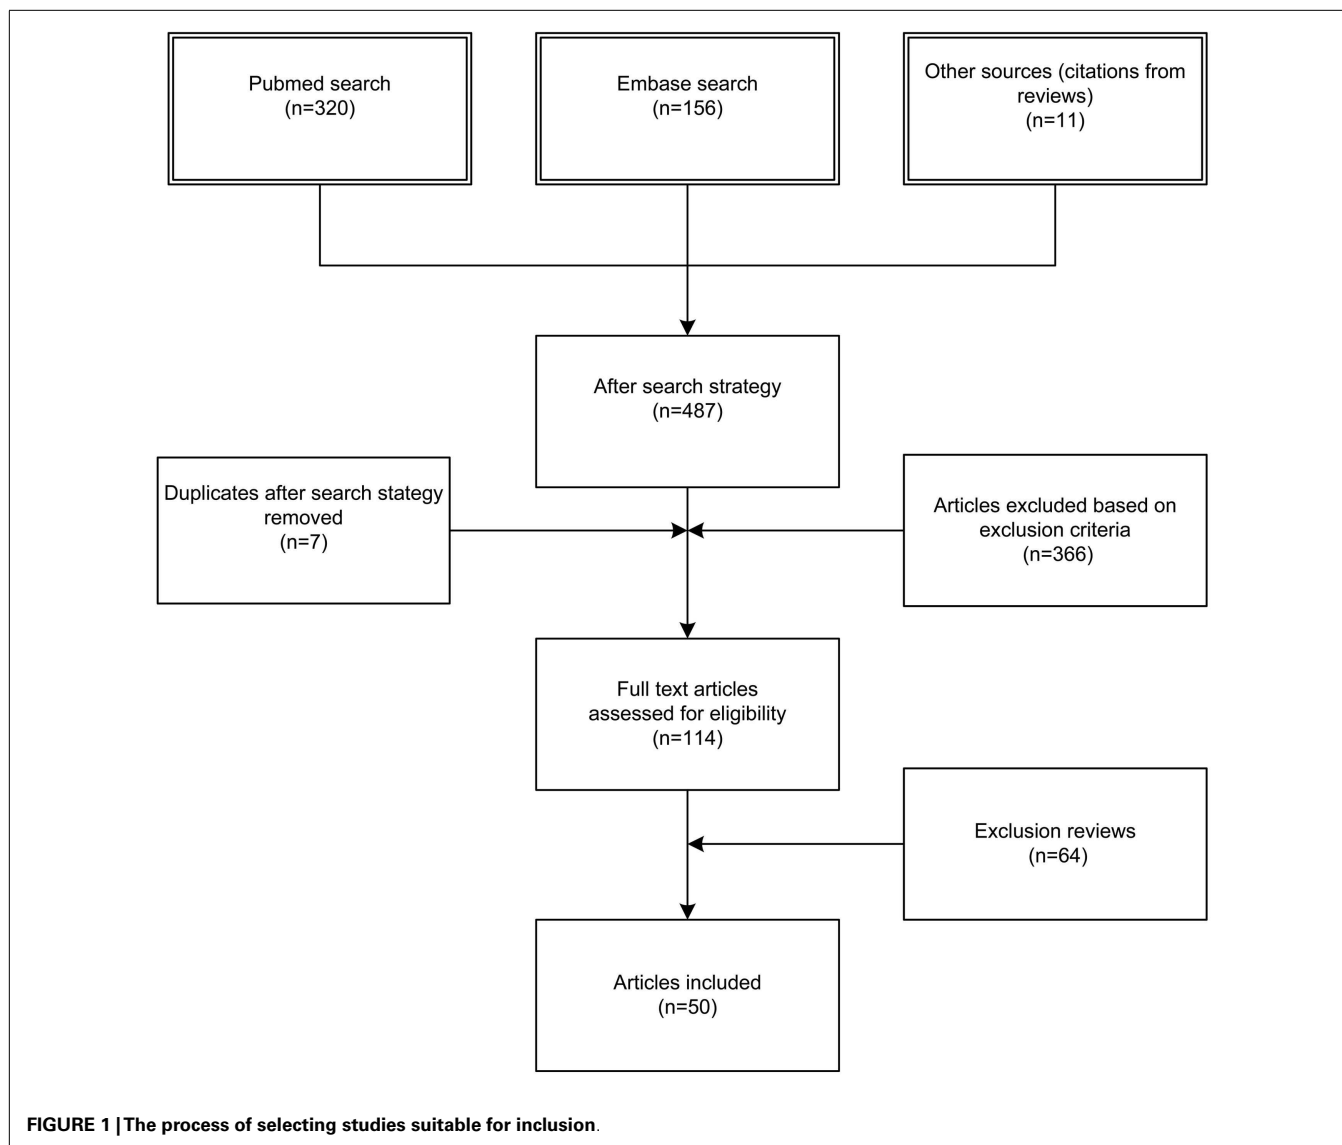 Pubmed search
(n=320)
Embase search
(n=156)
Other sources (citations from
reviews)
(n=11)
After search strategy
(n=487)
Duplicates after search stategy
removed
(n=7)
Articles excluded based on
exclusion criteria
(n=366)
Full text articles
assessed for eligibility
(n=114)
Exclusion reviews
(n=64)
Articles included
(n=50)
FIGURE 1 | The process of selecting studies suitable for inclusion.